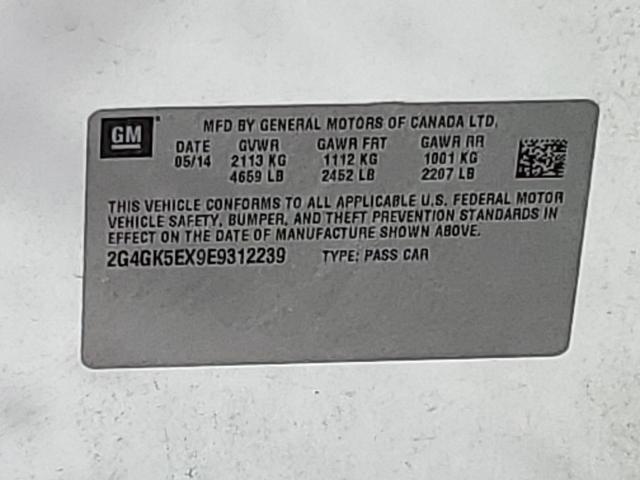 GM
MFD BY GENERAL MOTORS OF CANADA LTD.
DATE GVWR GAWR FRT GAWR RR
05/14 2113 KG 1112 KG 1001 KG
4659 LB 2452 LB 2207 LB
THIS VEHICLE CONFORMS TO ALL APPLICABLE U.S. FEDERAL MOTOR
VEHICLE SAFETY, BUMPER, AND THEFT PREVENTION STANDARDS IN
EFFECT ON THE DATE OF MANUFACTURE SHOWN ABOVE.
2G4GK5EX9E9312239 TYPE: PASS CAR